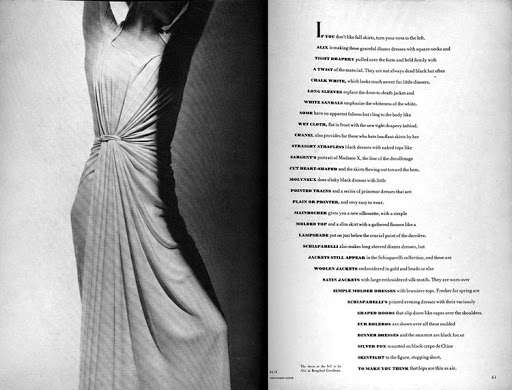 IF YOU don't like full skirts, turn your eyes to the left.
ALIX is making these graceful dinner dresses with square necks and
TIGHT DRAPERY pulled over the form and held firmly with
A TWIST of the material. They are not always dead black but often
CHALK WHITE, which looks much newer for little dinners.
LONG SLEEVES replace the done-to-death jacket and
WHITE SANDALS emphasize the whiteness of the white.
SOME have no apparent fulness but cling to the body like
WET CLOTH, flat in front with the new tight drapery behind.
CHANEL also provides for those who hate bouffant skirts by her
STRAIGHT STRAPLESS black dresses with naked tops like
SARGENT'S portrait of Madame X, the line of the décolletage
CUT HEART-SHAPED and the skirts flowing out toward the hem.
MOLYNEUX does slinky black dresses with little
POINTED TRAINS and a series of princess dresses that are
PLAIN OR PRINTED, and very easy to wear.
MAINBOCHER gives you a new silhouette, with a simple
MOLDED TOP and a slim skirt with a gathered flounce like a
LAMPSHADE put on just below the crucial point of the derrière.
SCHIAPARELLI also makes long sleeved dinner dresses, but
JACKETS STILL APPEAR in the Schiaparelli collection, and these are
WOOLEN JACKETS embroidered in gold and beads or else
SATIN JACKETS with large embroidered silk motifs. They are worn over
SIMPLE MOLDED DRESSES with brassière tops. Fresher for spring are
SCHIAPARELLI'S printed evening dresses with their variously
SHAPED HOODS that slip down like capes over the shoulders.
FUR BOLEROS are shown over all these molded
DINNER DRESSES and the smartest are black fox or
SILVER FOX mounted on black crepe de Chine
SKINTIGHT to the figure, stopping short,
TO MAKE YOU THINK that hips are thin as air.
The dress at the left is by
Alix at Bergdorf Goodman.
61